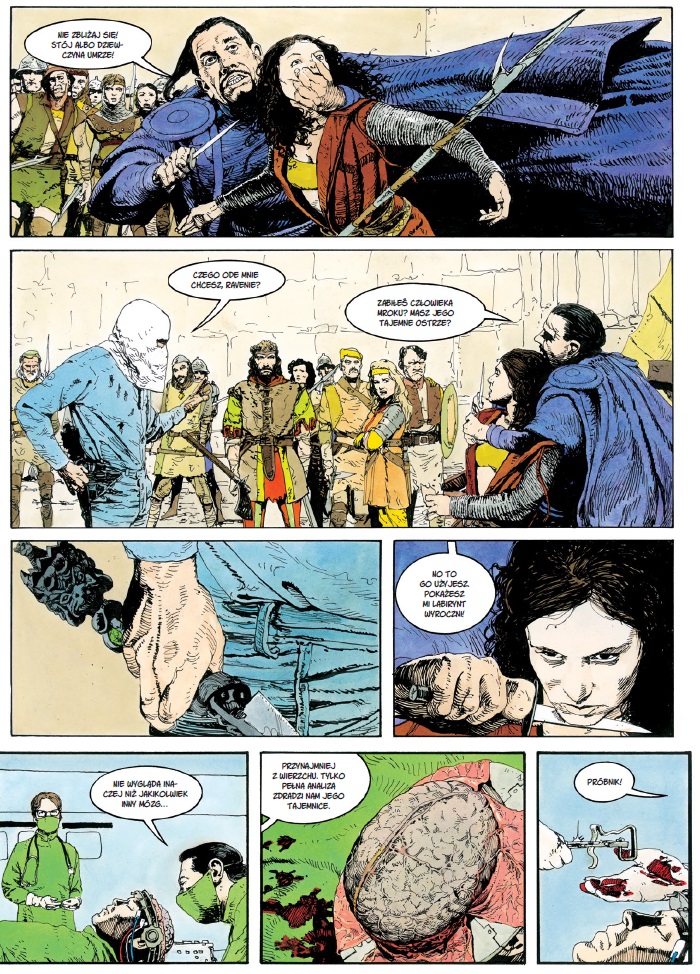 NIE ZBLIŻAJ SIĘ!
STÓJ ALBO DZIEW-
CZYNA UMRZE!
CZEGO ODE MNIE
CHCESZ, RAVENIE?
ZABIŁEŚ CZŁOWIEKA
MROKU? MASZ JEGO
TAJEMNE OSTRZE?
NO TO
GO UŻYJESZ.
POKAŻESZ
MI LABIRYNT
WYROCZNI!
NIE WYGLĄDA INA-
CZEJ NIŻ JAKIKOLWIEK
INNY MÓZG...
PRZYNAJMNIEJ
Z WIERZCHU. TYLKO
PEŁNA ANALIZA
ZDRADZI NAM JEGO
TAJEMNICE.
PRÓBNIK!